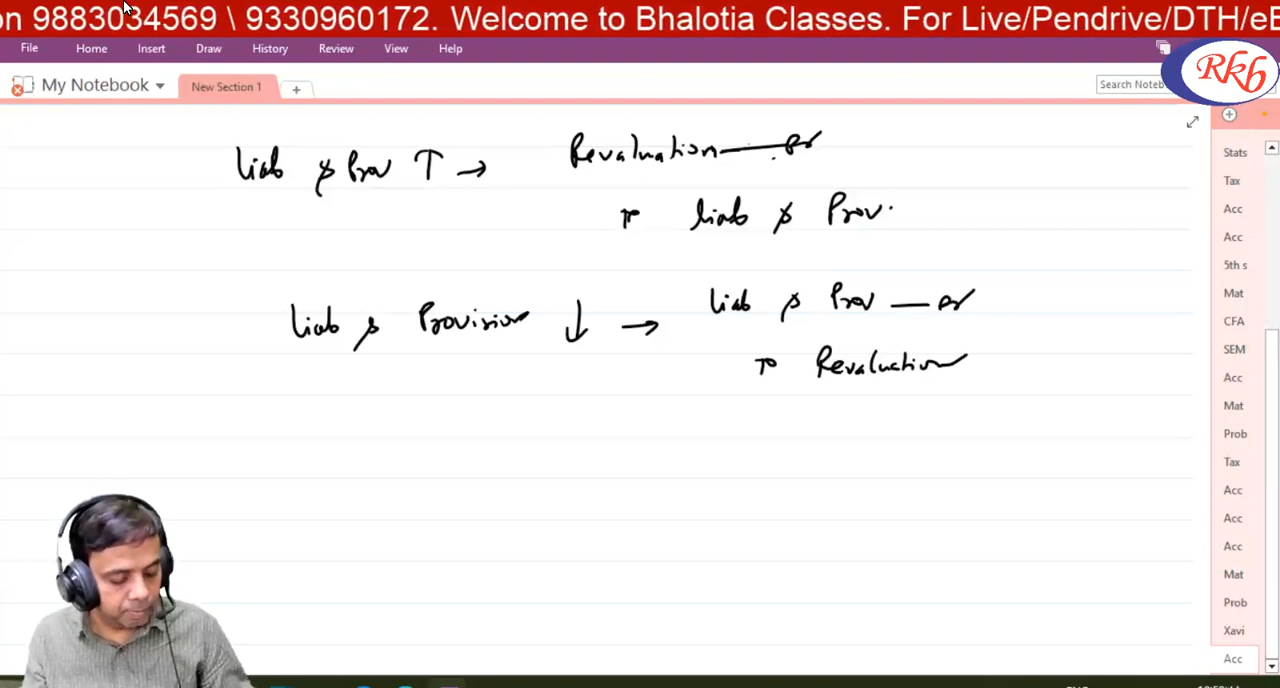 on 9883034569 \ 9330960172. Welcome to Bhalotia Classes. For Live/Pendrive/DTH/eB
File Home Insert Draw History Review View Help
Rkb
My Notebook
New Section 1
+
Search Noteb
Liab & Prov ↑ → Revaluation — Dr
To Liab & Prov.
Liab & Provision ↓ → Liab & Prov — Dr
To Revaluation
Stats
Tax
Acc
Acc
5th s
Mat
CFA
SEM
Acc
Mat
Prob
Tax
Acc
Acc
Acc
Mat
Prob
Xavi
Acc